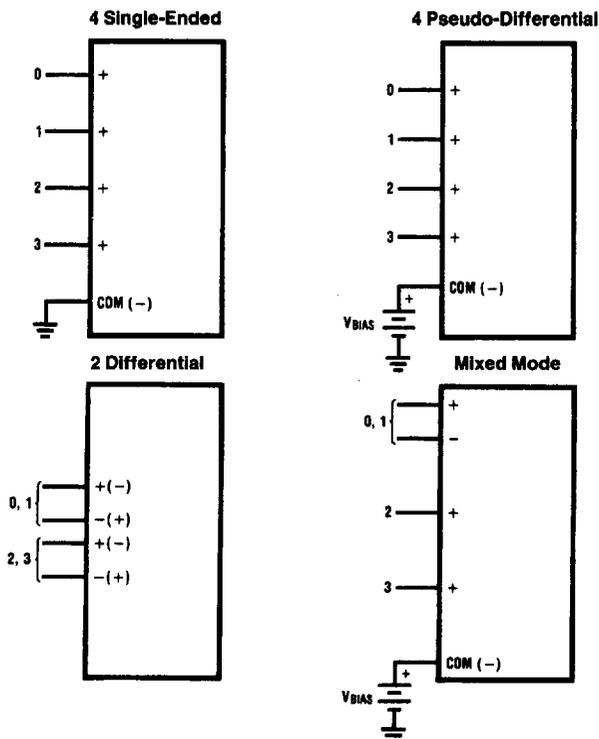 4 Single-Ended
0 +
1 +
2 +
3 +
COM (−)
4 Pseudo-Differential
0 +
1 +
2 +
3 +
COM (−)
+
VBIAS
2 Differential
0, 1
+(−)
−(+)
2, 3
+(−)
−(+)
Mixed Mode
0, 1
+
−
2 +
3 +
COM (−)
+
VBIAS